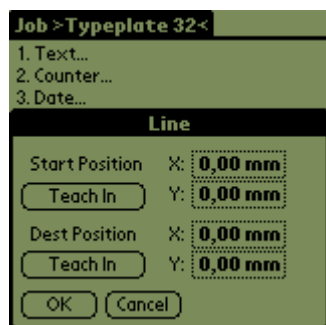 Job >Typeplate 32<
1. Text...
2. Counter...
3. Date...
Line
Start Position X: 0,00 mm
Teach In Y: 0,00 mm
Dest Position X: 0,00 mm
Teach In Y: 0,00 mm
OK Cancel